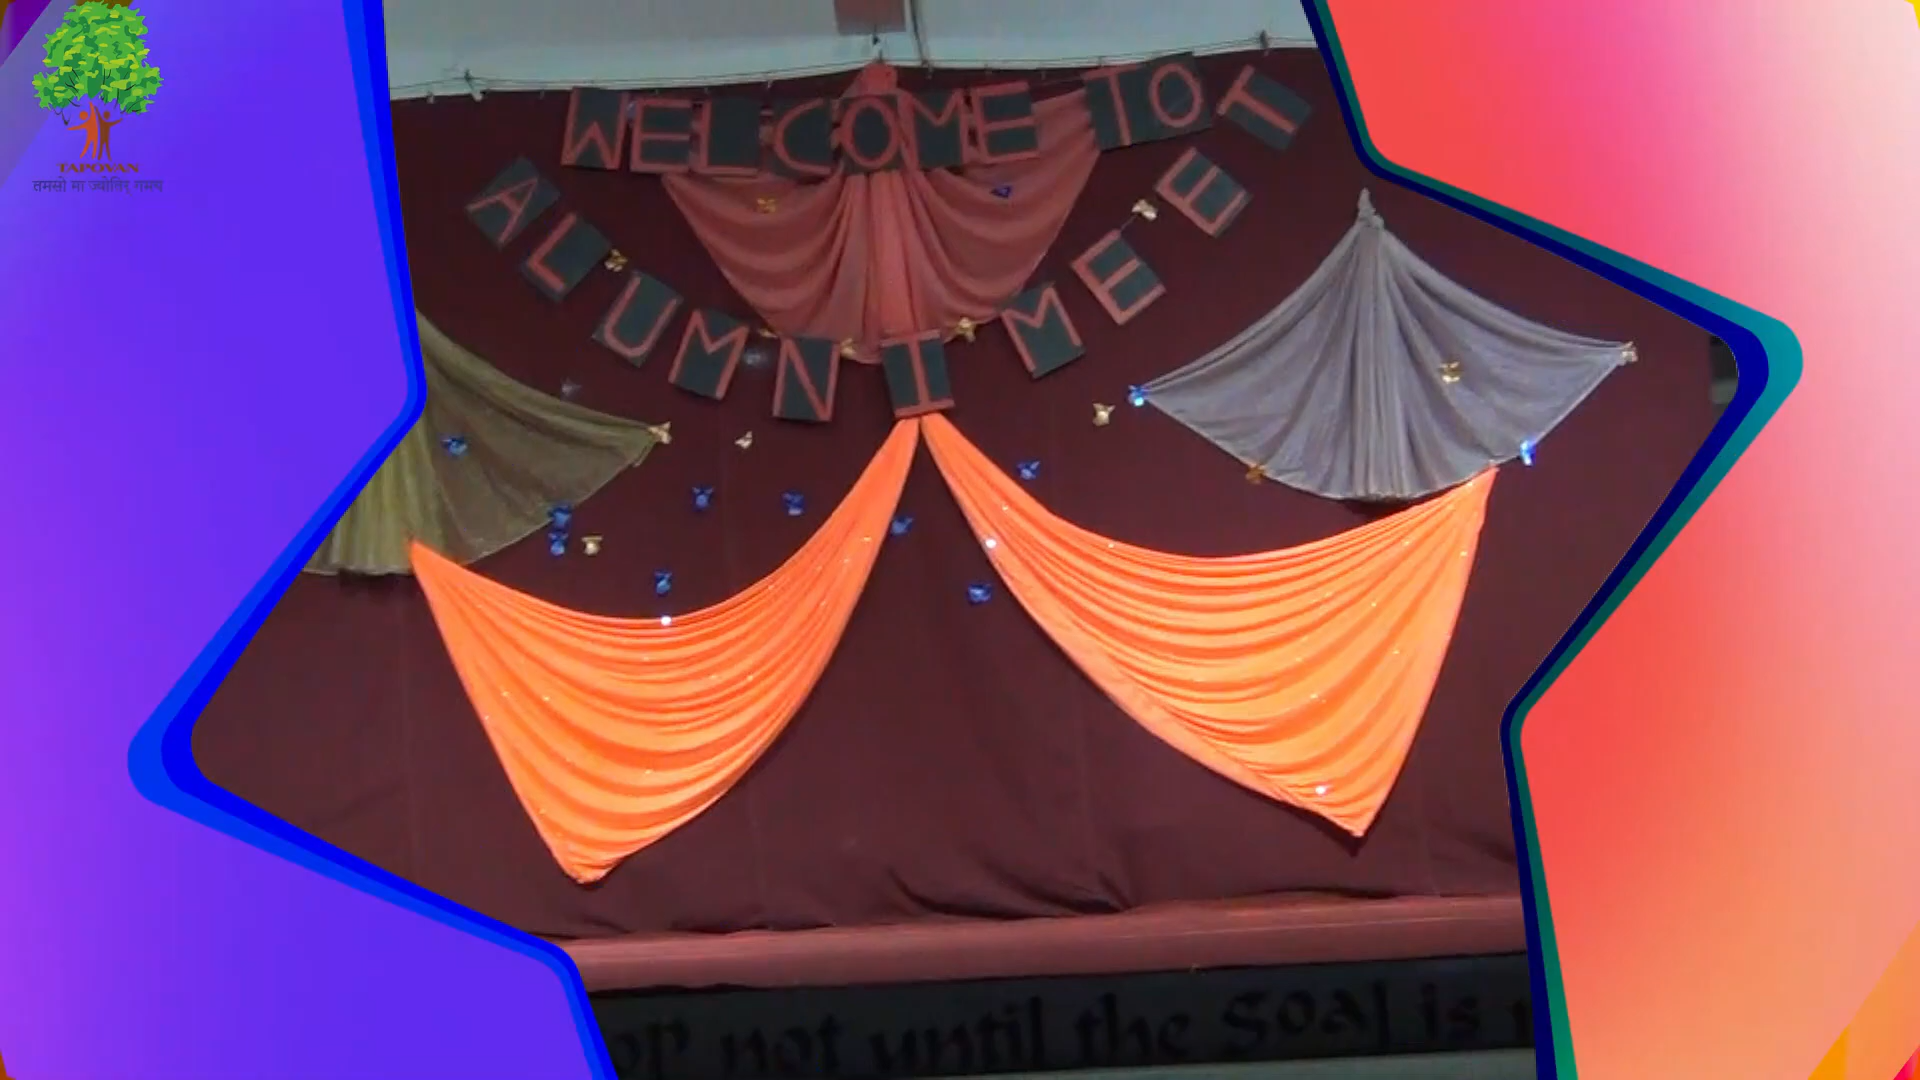 TAPOVAN
तमसो मा ज्योतिर् गमय
WELCOME TO T
ALUMNI MEET
not until the Goal is